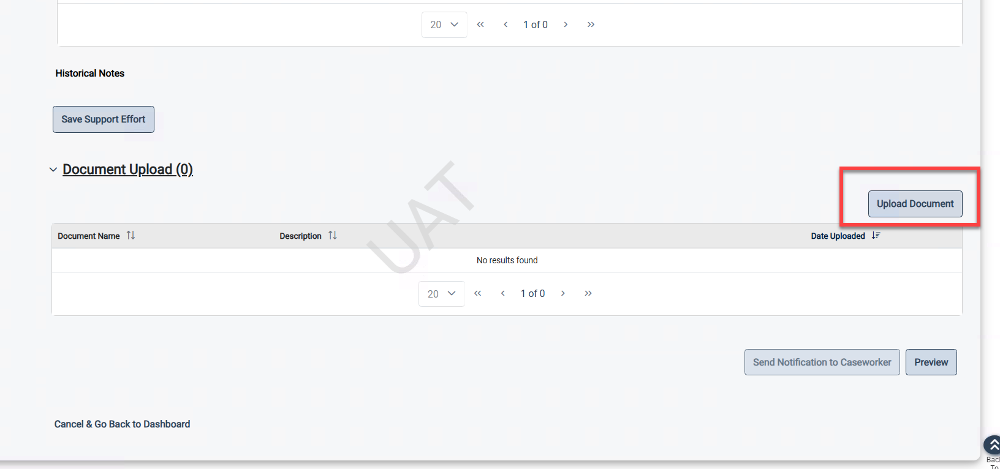 20 1 of 0
Historical Notes
Save Support Effort
Document Upload (0)
Upload Document
Document Name Description Date Uploaded
No results found
20 1 of 0
UAT
Send Notification to Caseworker Preview
Cancel & Go Back to Dashboard
Bac
To